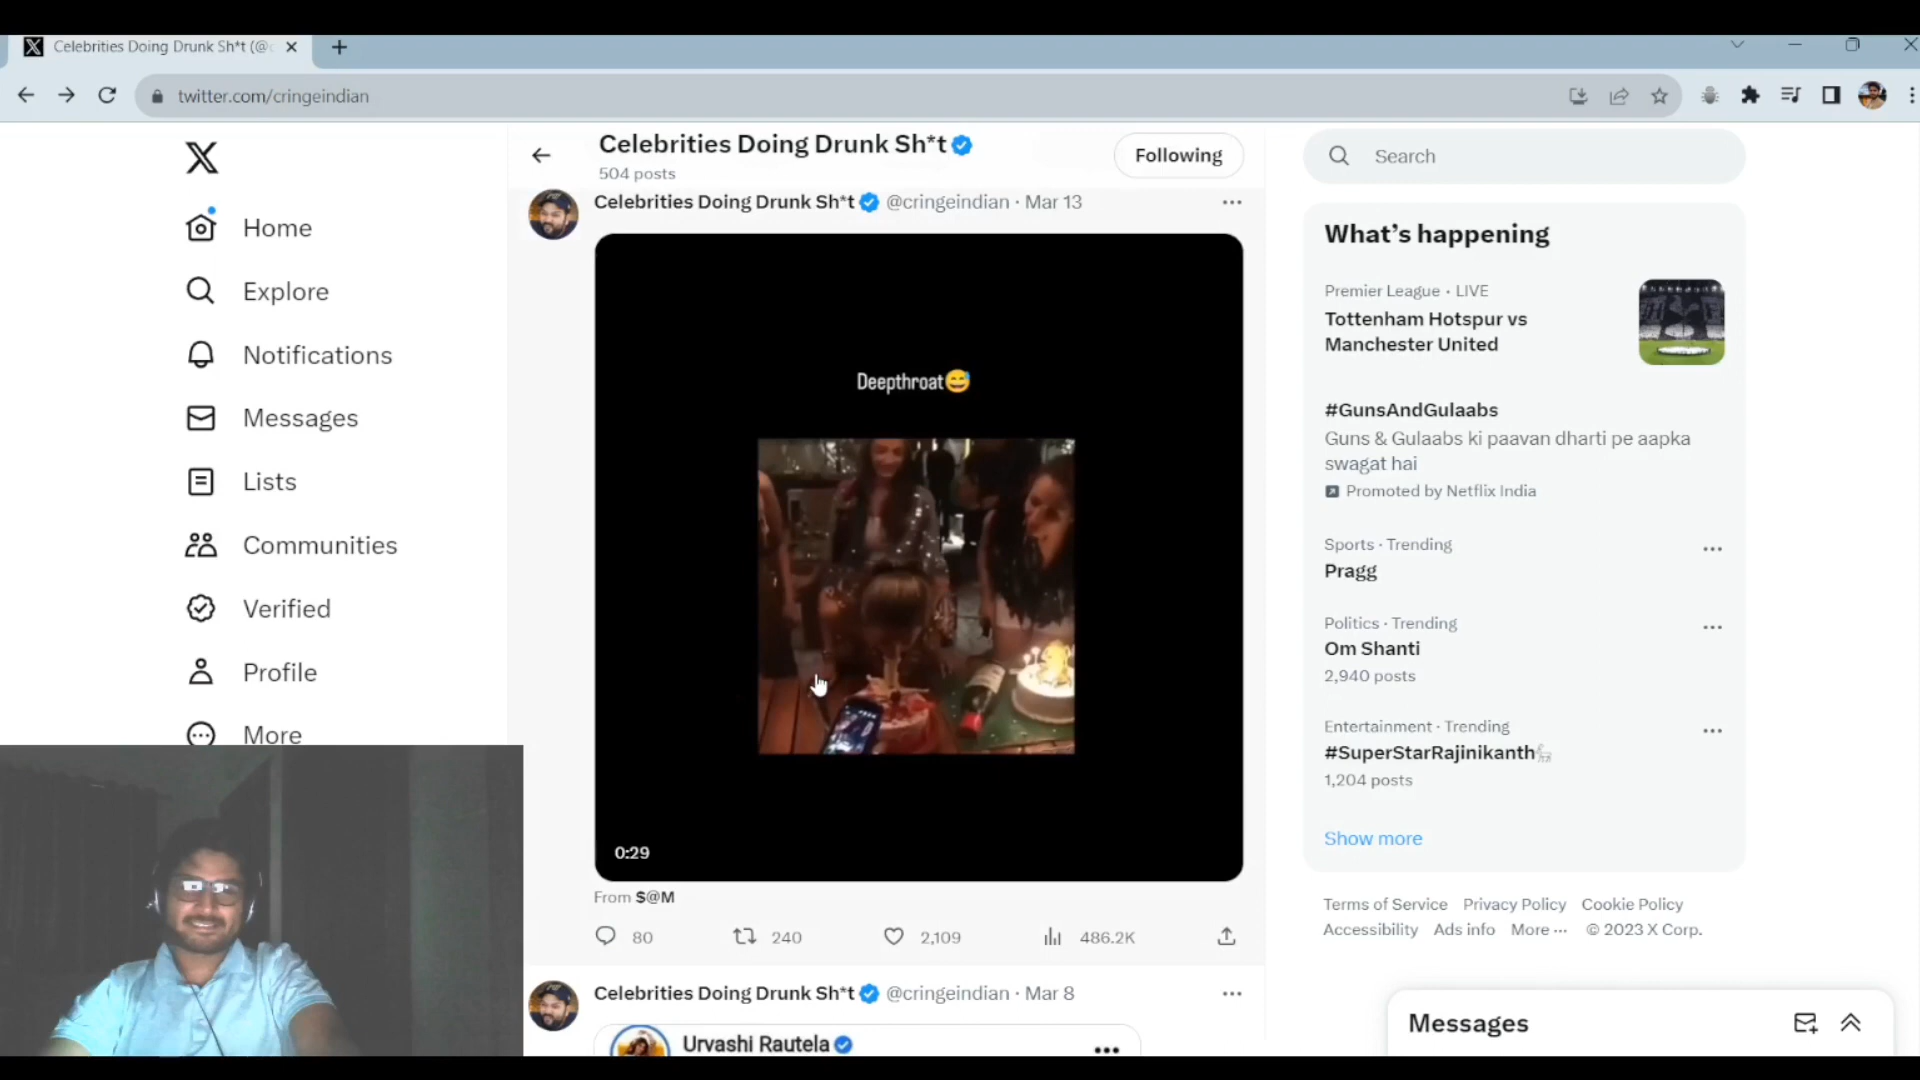 Celebrities Doing Drunk Sh*t (@c
twitter.com/cringeindian
Home
Explore
Notifications
Messages
Lists
Communities
Verified
Profile
More
Celebrities Doing Drunk Sh*t
504 posts
Following
Celebrities Doing Drunk Sh*t @cringeindian · Mar 13
Deepthroat😅
0:29
From $@M
80 240 2,109 486.2K
Celebrities Doing Drunk Sh*t @cringeindian · Mar 8
Urvashi Rautela
Search
What's happening
Premier League · LIVE
Tottenham Hotspur vs
Manchester United
#GunsAndGulaabs
Guns & Gulaabs ki paavan dharti pe aapka
swagat hai
Promoted by Netflix India
Sports · Trending
Pragg
Politics · Trending
Om Shanti
2,940 posts
Entertainment · Trending
#SuperStarRajinikanth
1,204 posts
Show more
Terms of Service Privacy Policy Cookie Policy
Accessibility Ads info More ··· © 2023 X Corp.
Messages